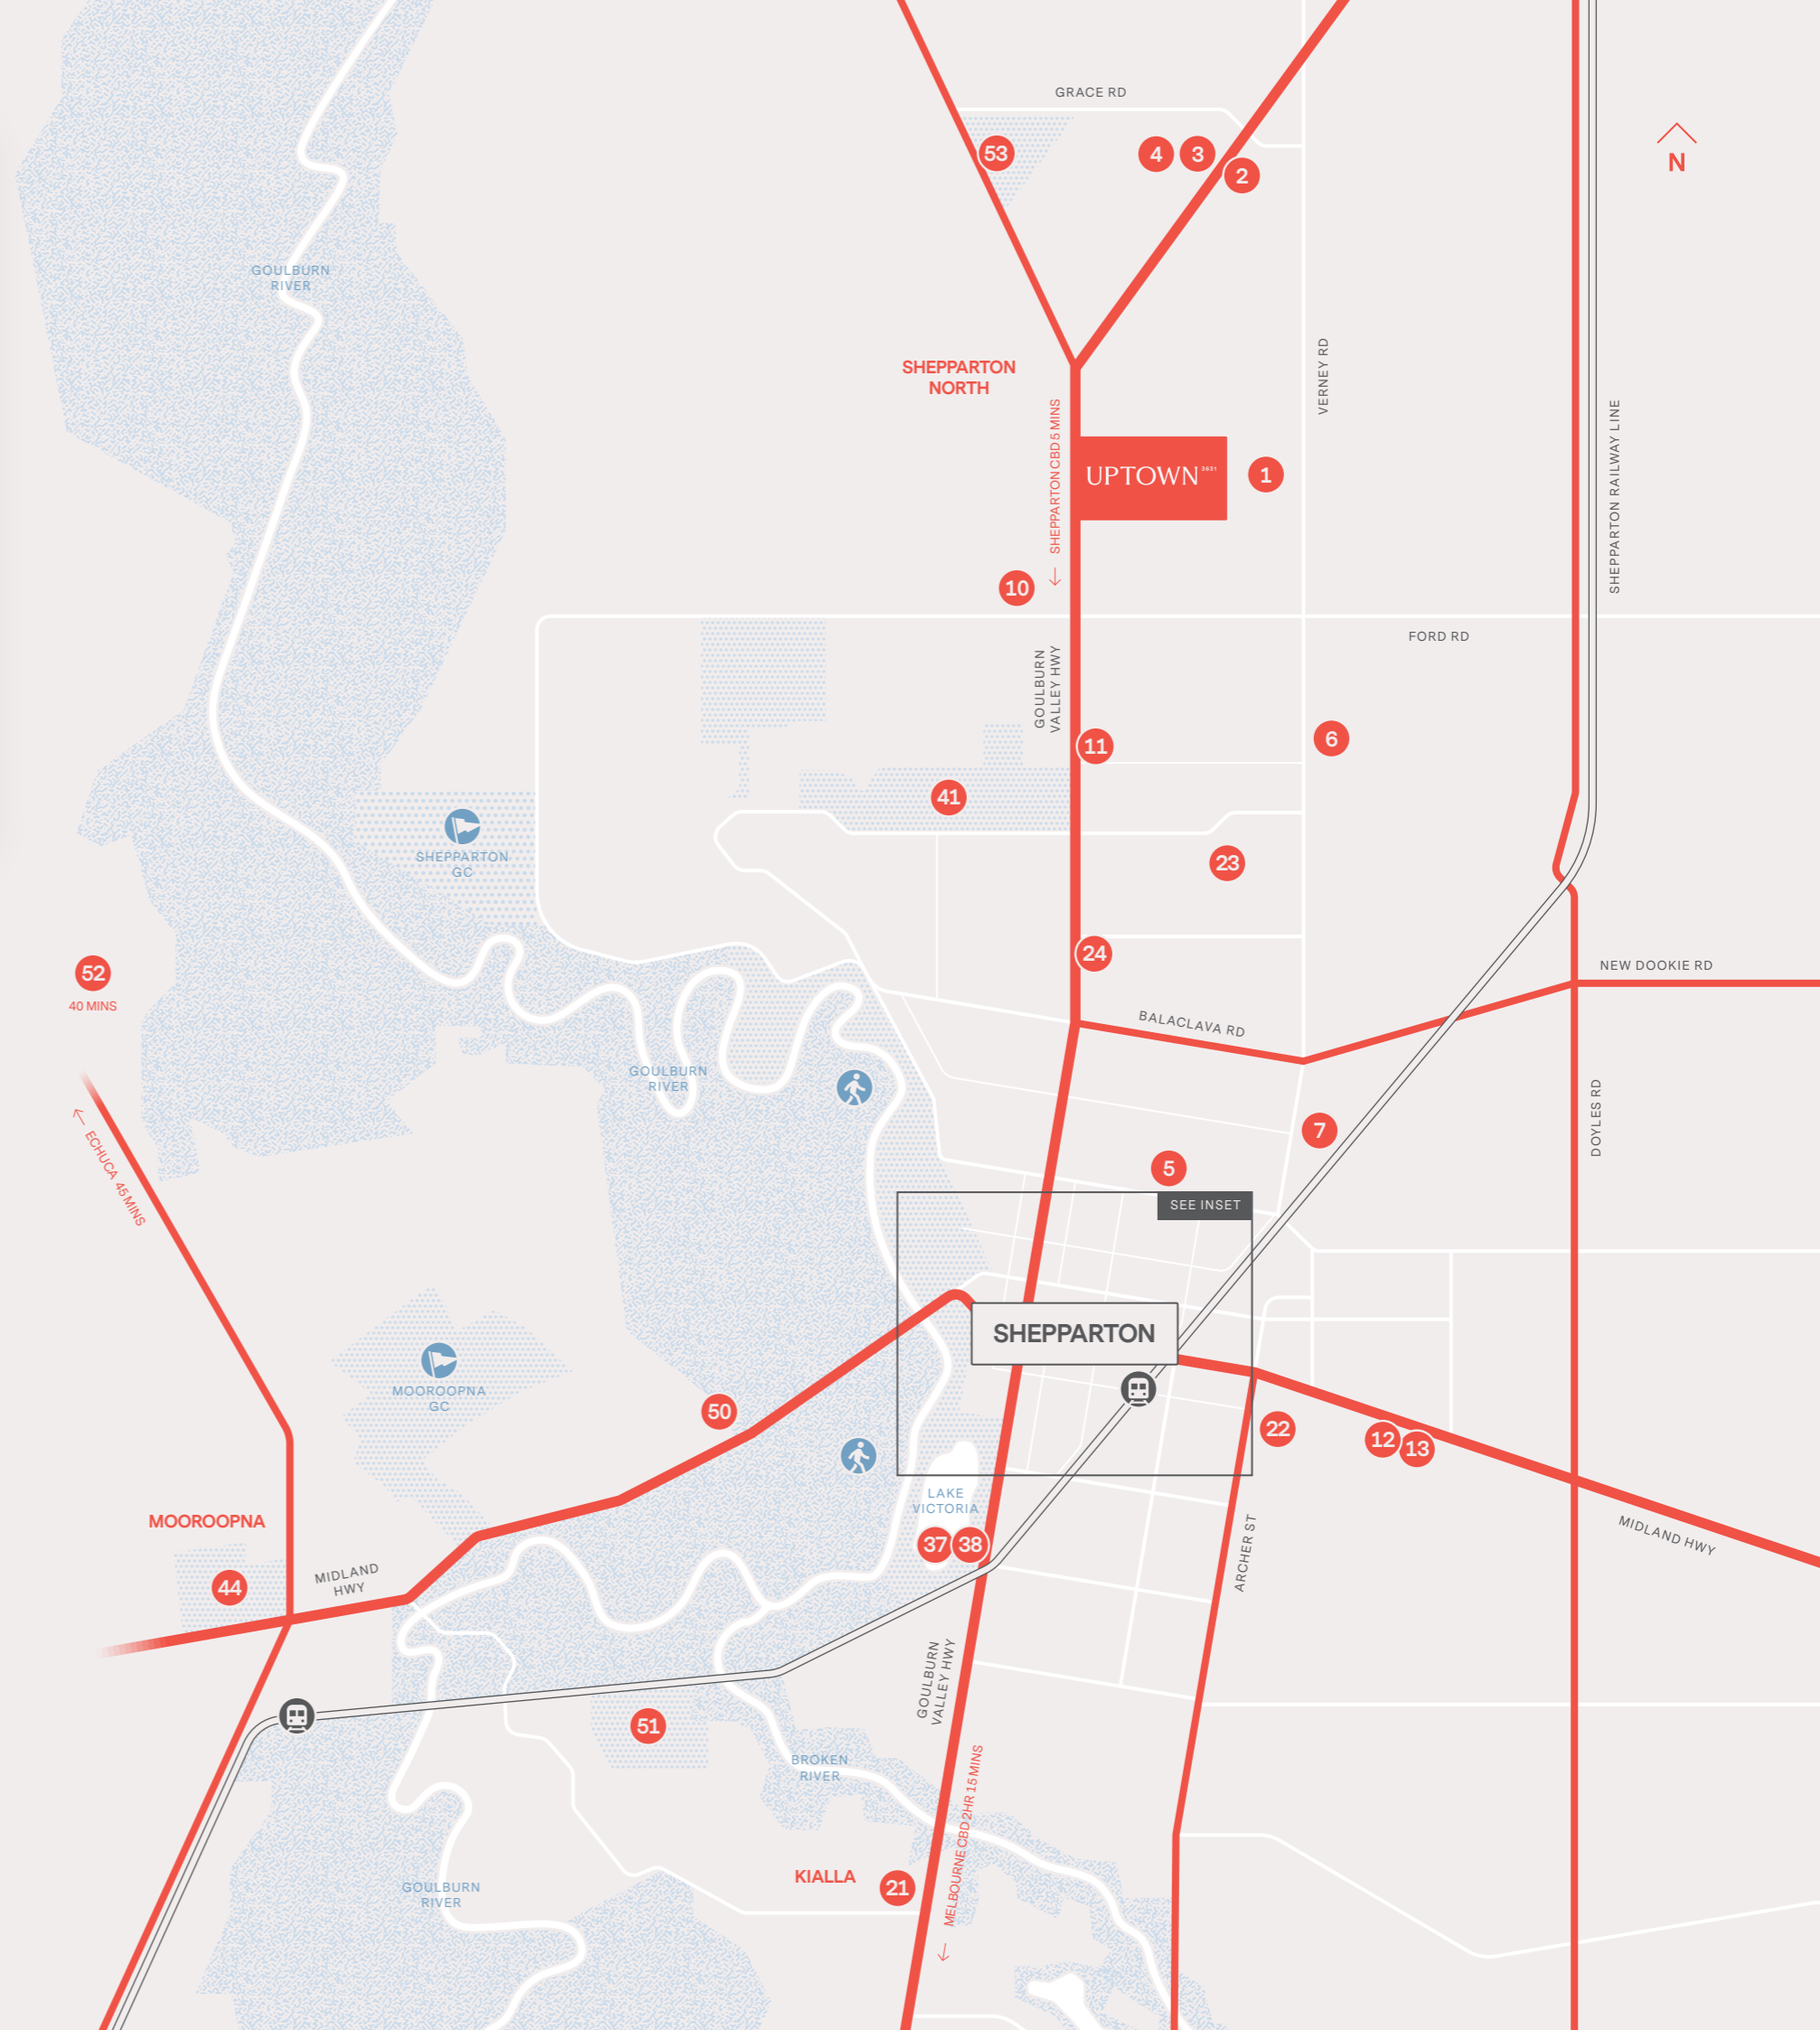 GRACE RD
53
4
3
2
N
GOULBURN
RIVER
SHEPPARTON
NORTH
VERNEY RD
SHEPPARTON CBD 5 MINS
SHEPPARTON RAILWAY LINE
UPTOWN 3631
1
10
FORD RD
GOULBURN
VALLEY HWY
11
6
41
SHEPPARTON
GC
23
24
52
40 MINS
NEW DOOKIE RD
BALACLAVA RD
GOULBURN
RIVER
DOYLES RD
ECHUCA 45 MINS
7
5
SEE INSET
SHEPPARTON
MOOROOPNA
GC
50
22
12
13
LAKE
VICTORIA
37
38
MOOROOPNA
44
MIDLAND
HWY
ARCHER ST
MIDLAND HWY
GOULBURN
VALLEY HWY
51
BROKEN
RIVER
MELBOURNE CBD 2HR 15 MINS
KIALLA
21
GOULBURN
RIVER